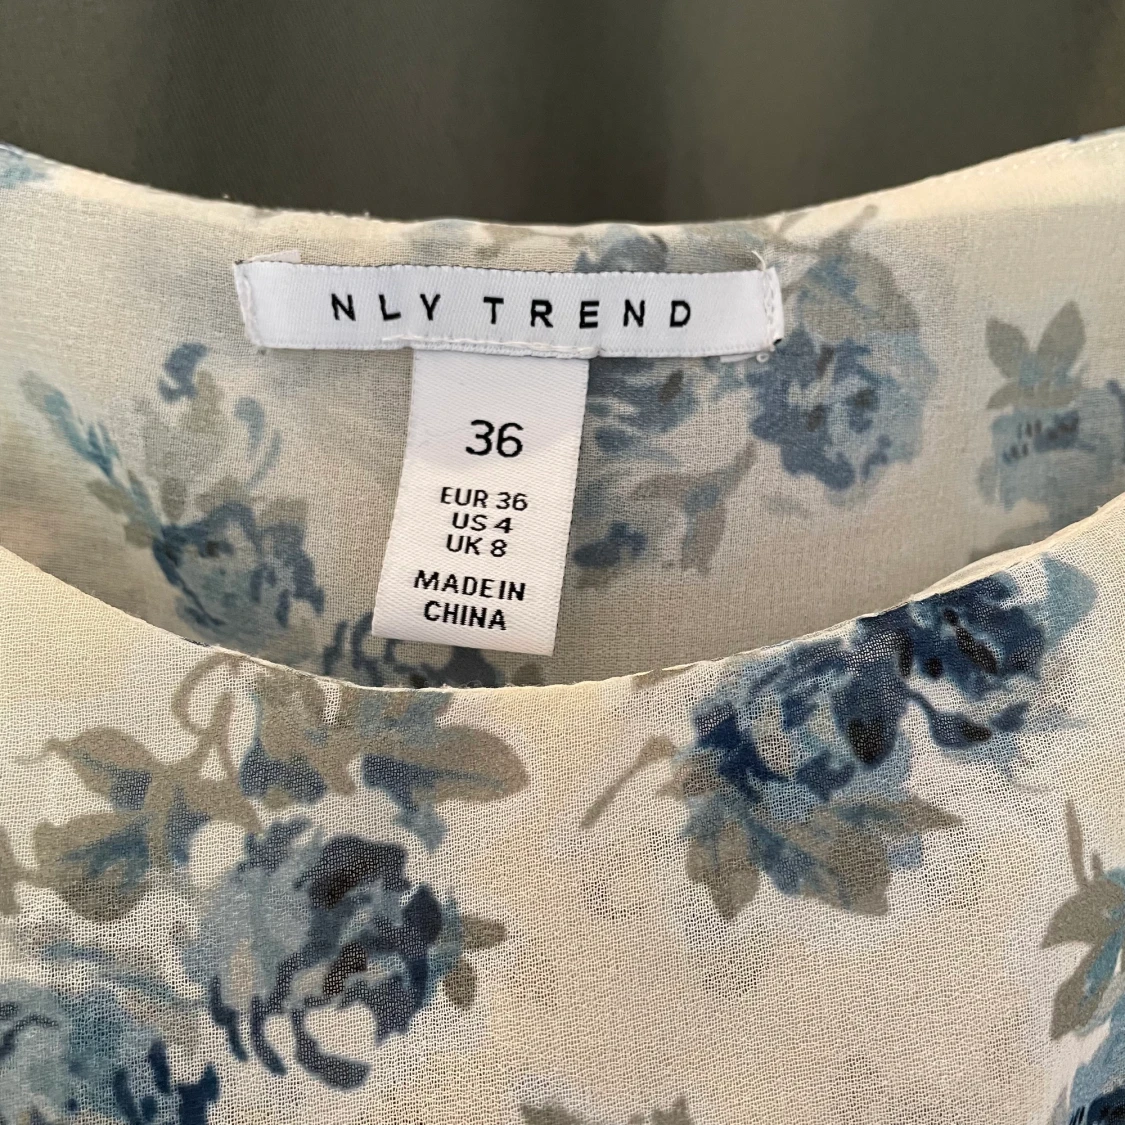 NLY TREND
36
EUR 36
US 4
UK 8
MADE IN
CHINA